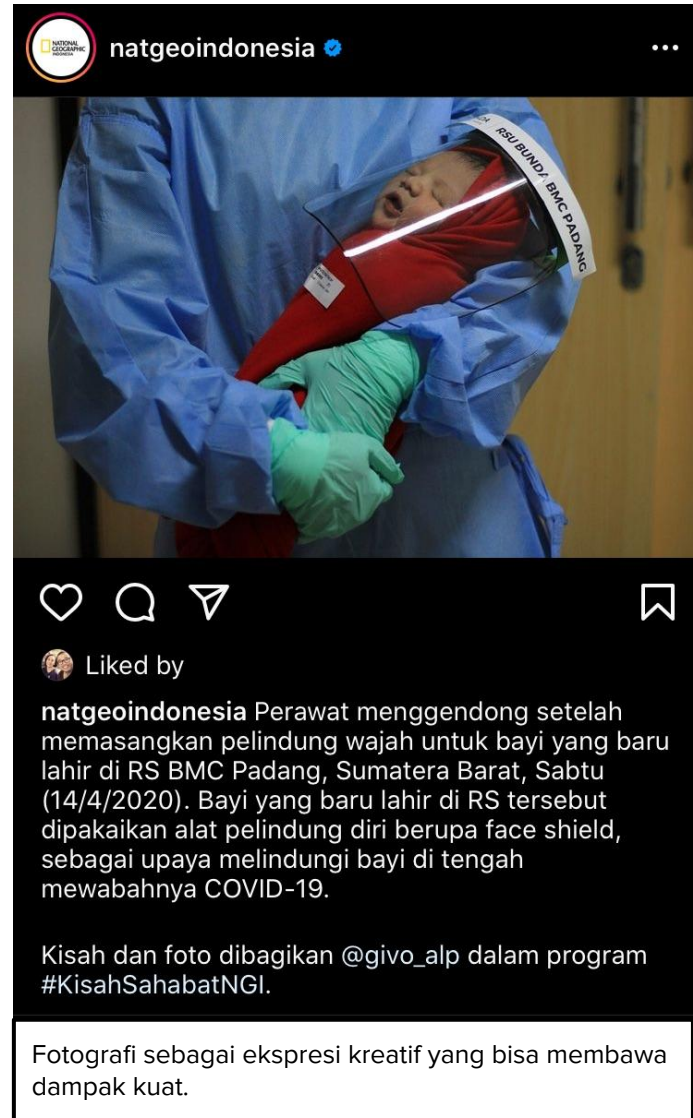 NATIONAL
GEOGRAPHIC
INDONESIA
natgeoindonesia
RSU BUNDA BMC PADANG
Liked by
natgeoindonesia Perawat menggendong setelah
memasangkan pelindung wajah untuk bayi yang baru
lahir di RS BMC Padang, Sumatera Barat, Sabtu
(14/4/2020). Bayi yang baru lahir di RS tersebut
dipakaikan alat pelindung diri berupa face shield,
sebagai upaya melindungi bayi di tengah
mewabahnya COVID-19.
Kisah dan foto dibagikan @givo_alp dalam program
#KisahSahabatNGI.
Fotografi sebagai ekspresi kreatif yang bisa membawa
dampak kuat.